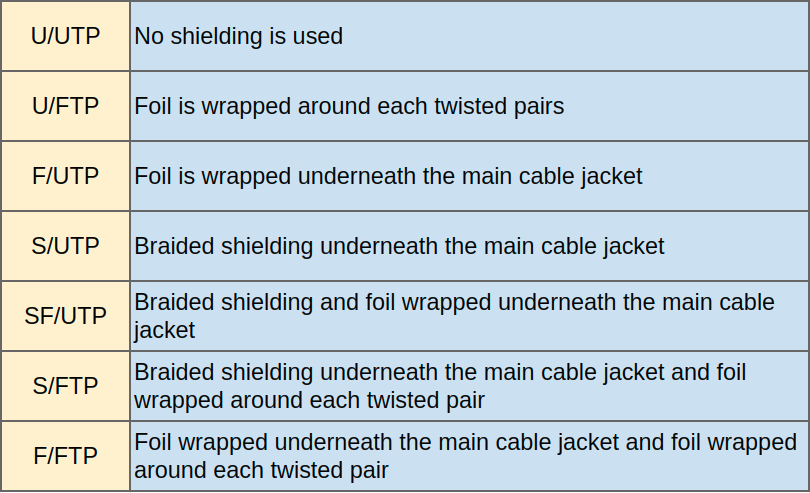 U/UTP
No shielding is used
U/FTP
Foil is wrapped around each twisted pairs
F/UTP
Foil is wrapped underneath the main cable jacket
S/UTP
Braided shielding underneath the main cable jacket
SF/UTP
Braided shielding and foil wrapped underneath the main cable
jacket
S/FTP
Braided shielding underneath the main cable jacket and foil
wrapped around each twisted pair
F/FTP
Foil wrapped underneath the main cable jacket and foil wrapped
around each twisted pair